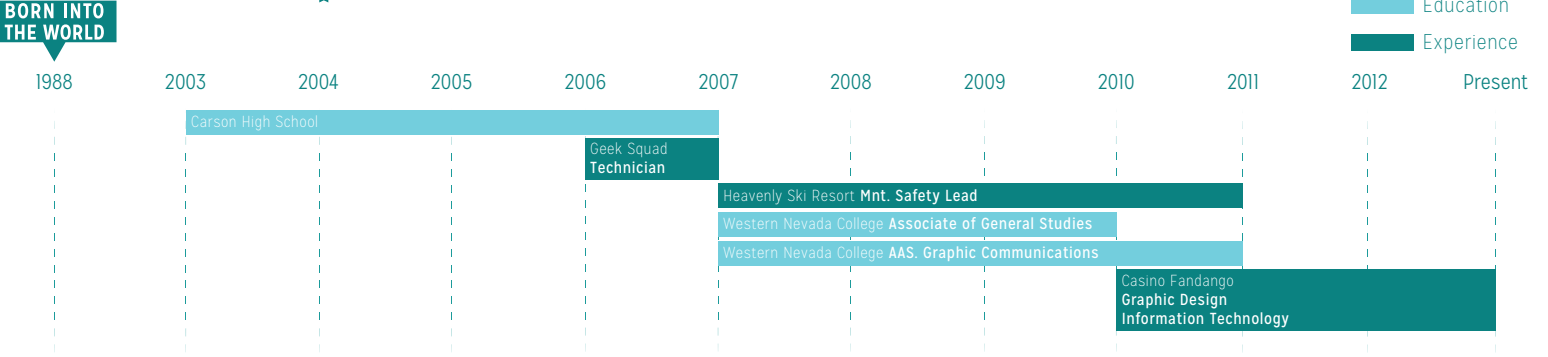 BORN INTO
THE WORLD
Education
Experience
1988 2003 2004 2005 2006 2007 2008 2009 2010 2011 2012 Present
Carson High School
Geek Squad
Technician
Heavenly Ski Resort Mnt. Safety Lead
Western Nevada College Associate of General Studies
Western Nevada College AAS. Graphic Communications
Casino Fandango
Graphic Design
Information Technology